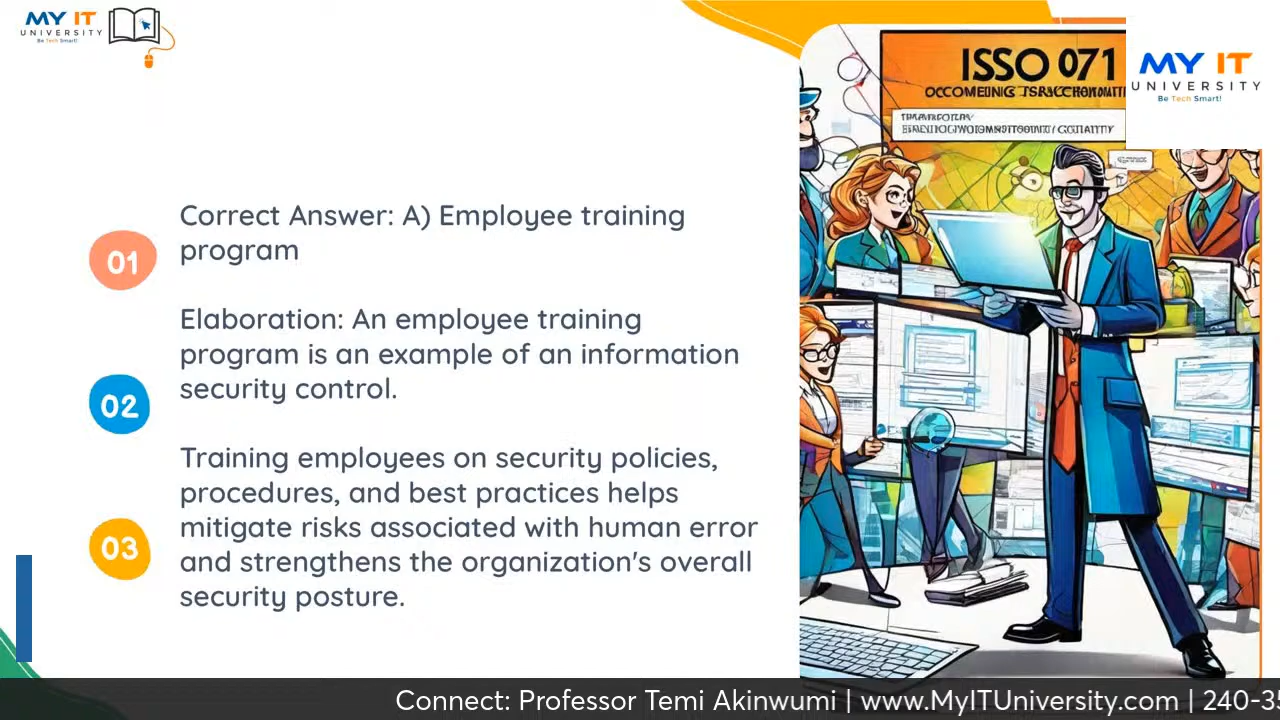 MY IT
UNIVERSITY
Be Tech Smart!
ISSO 071
MY IT
UNIVERSITY
Be Tech Smart!
01
Correct Answer: A) Employee training
program
02
Elaboration: An employee training
program is an example of an information
security control.
03
Training employees on security policies,
procedures, and best practices helps
mitigate risks associated with human error
and strengthens the organization's overall
security posture.
Connect: Professor Temi Akinwumi | www.MyITUniversity.com | 240-35